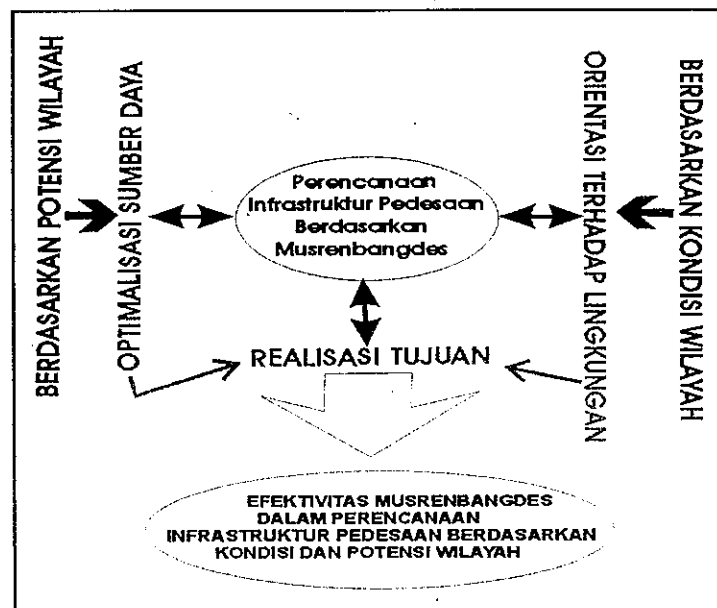 BERDASARKAN POTENSI WILAYAH
OPTIMALISASI SUMBER DAYA
Perencanaan
Infrastruktur Pedesaan
Berdasarkan
Musrenbangdes
ORIENTASI TERHADAP LINGKUNGAN
BERDASARKAN KONDISI WILAYAH
REALISASI TUJUAN
EFEKTIVITAS MUSRENBANGDES
DALAM PERENCANAAN
INFRASTRUKTUR PEDESAAN BERDASARKAN
KONDISI DAN POTENSI WILAYAH